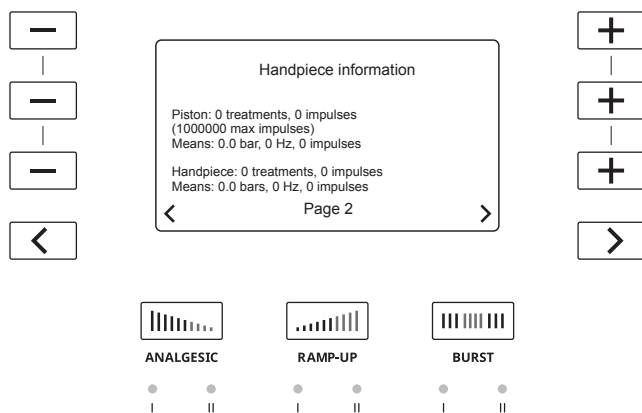 Handpiece information
Piston: 0 treatments, 0 impulses
(1000000 max impulses)
Means: 0.0 bar, 0 Hz, 0 impulses
Handpiece: 0 treatments, 0 impulses
Means: 0.0 bars, 0 Hz, 0 impulses
Page 2
ANALGESIC RAMP-UP BURST
I II I II I II